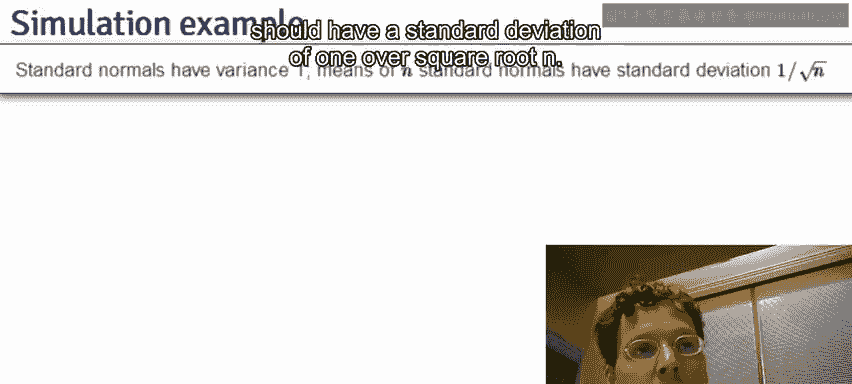 Simulation example
should have a standard deviation
of one over square root n.
Standard normals have variance 1, means of n standard normals have standard deviation 1/√n